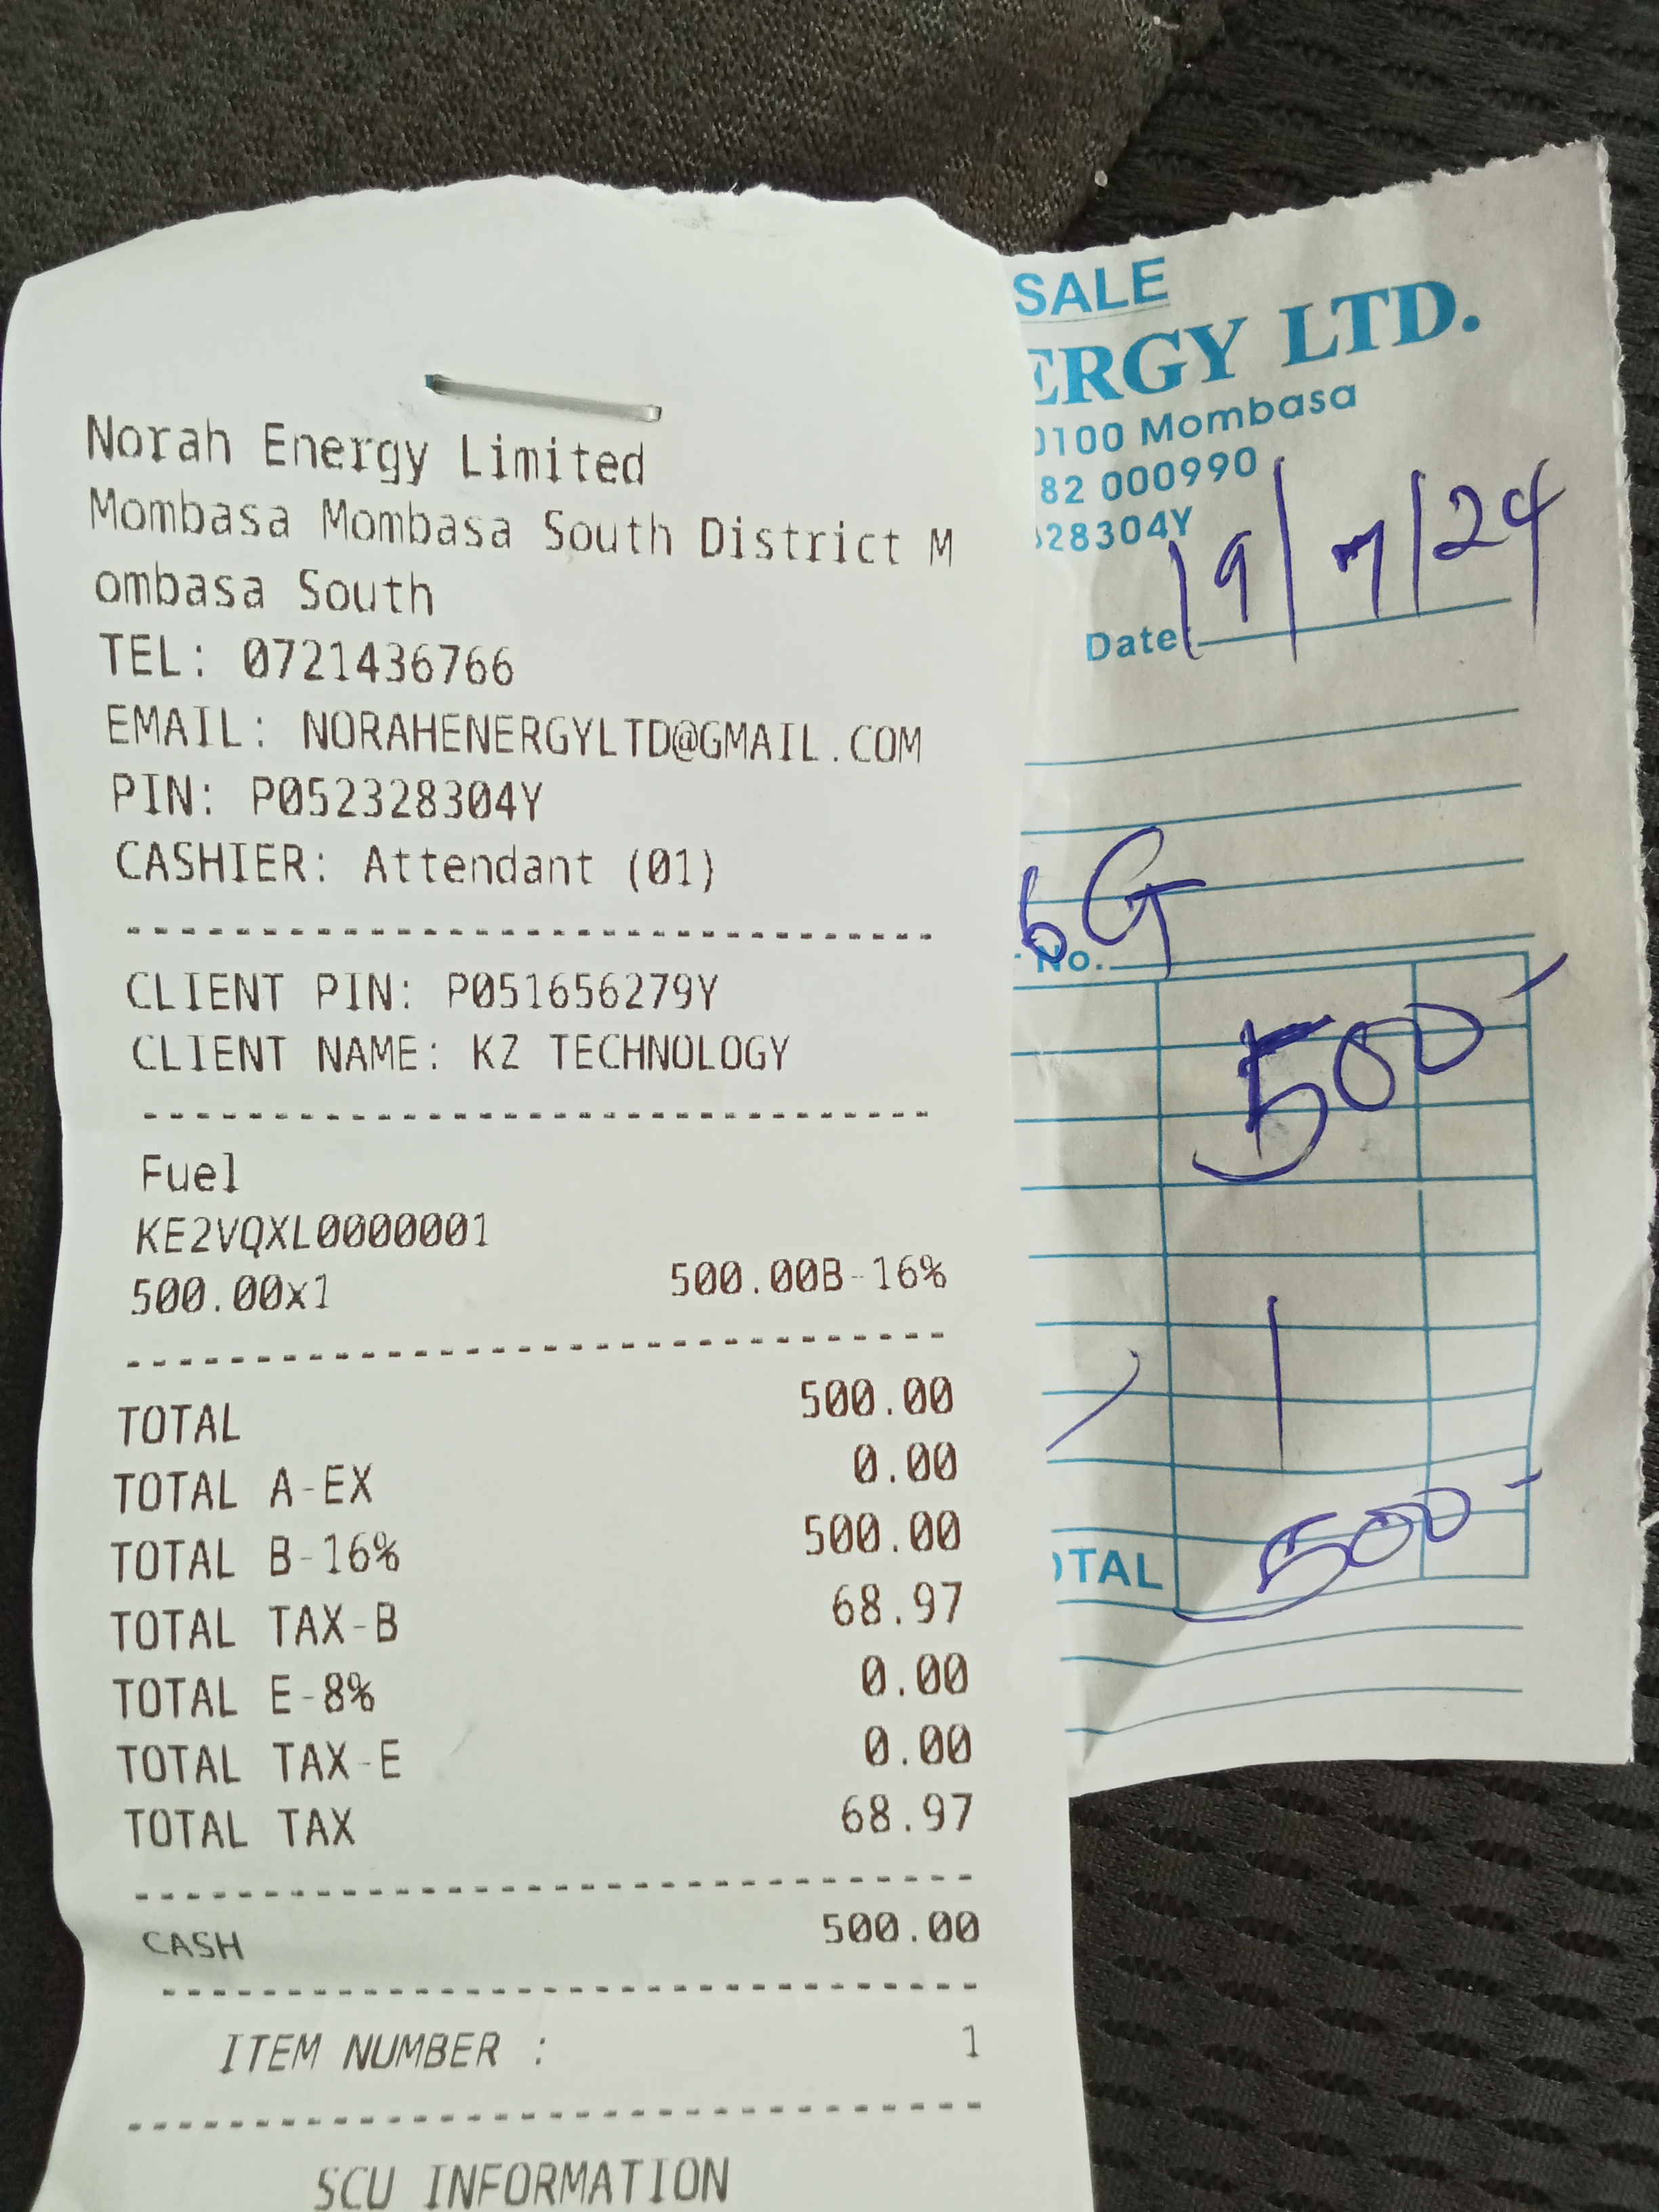 Norah Energy Limited
Mombasa Mombasa South District M
ombasa South
TEL: 0721436766
EMAIL: NORAHENERGYLTD@GMAIL.COM
PIN: P052328304Y
CASHIER: Attendant (01)
CLIENT PIN: P051656279Y
CLIENT NAME: KZ TECHNOLOGY
Fuel
KE2VQXL0000001
500.00x1 500.00B-16%
TOTAL 500.00
TOTAL A-EX 0.00
TOTAL B-16% 500.00
TOTAL TAX-B 68.97
TOTAL E-8% 0.00
TOTAL TAX-E 0.00
TOTAL TAX 68.97
CASH 500.00
ITEM NUMBER : 1
SCU INFORMATION
SALE
ERGY LTD.
0100 Mombasa
82 000990
28304Y
Date 19/7/24
6G
No.
500
500
OTAL